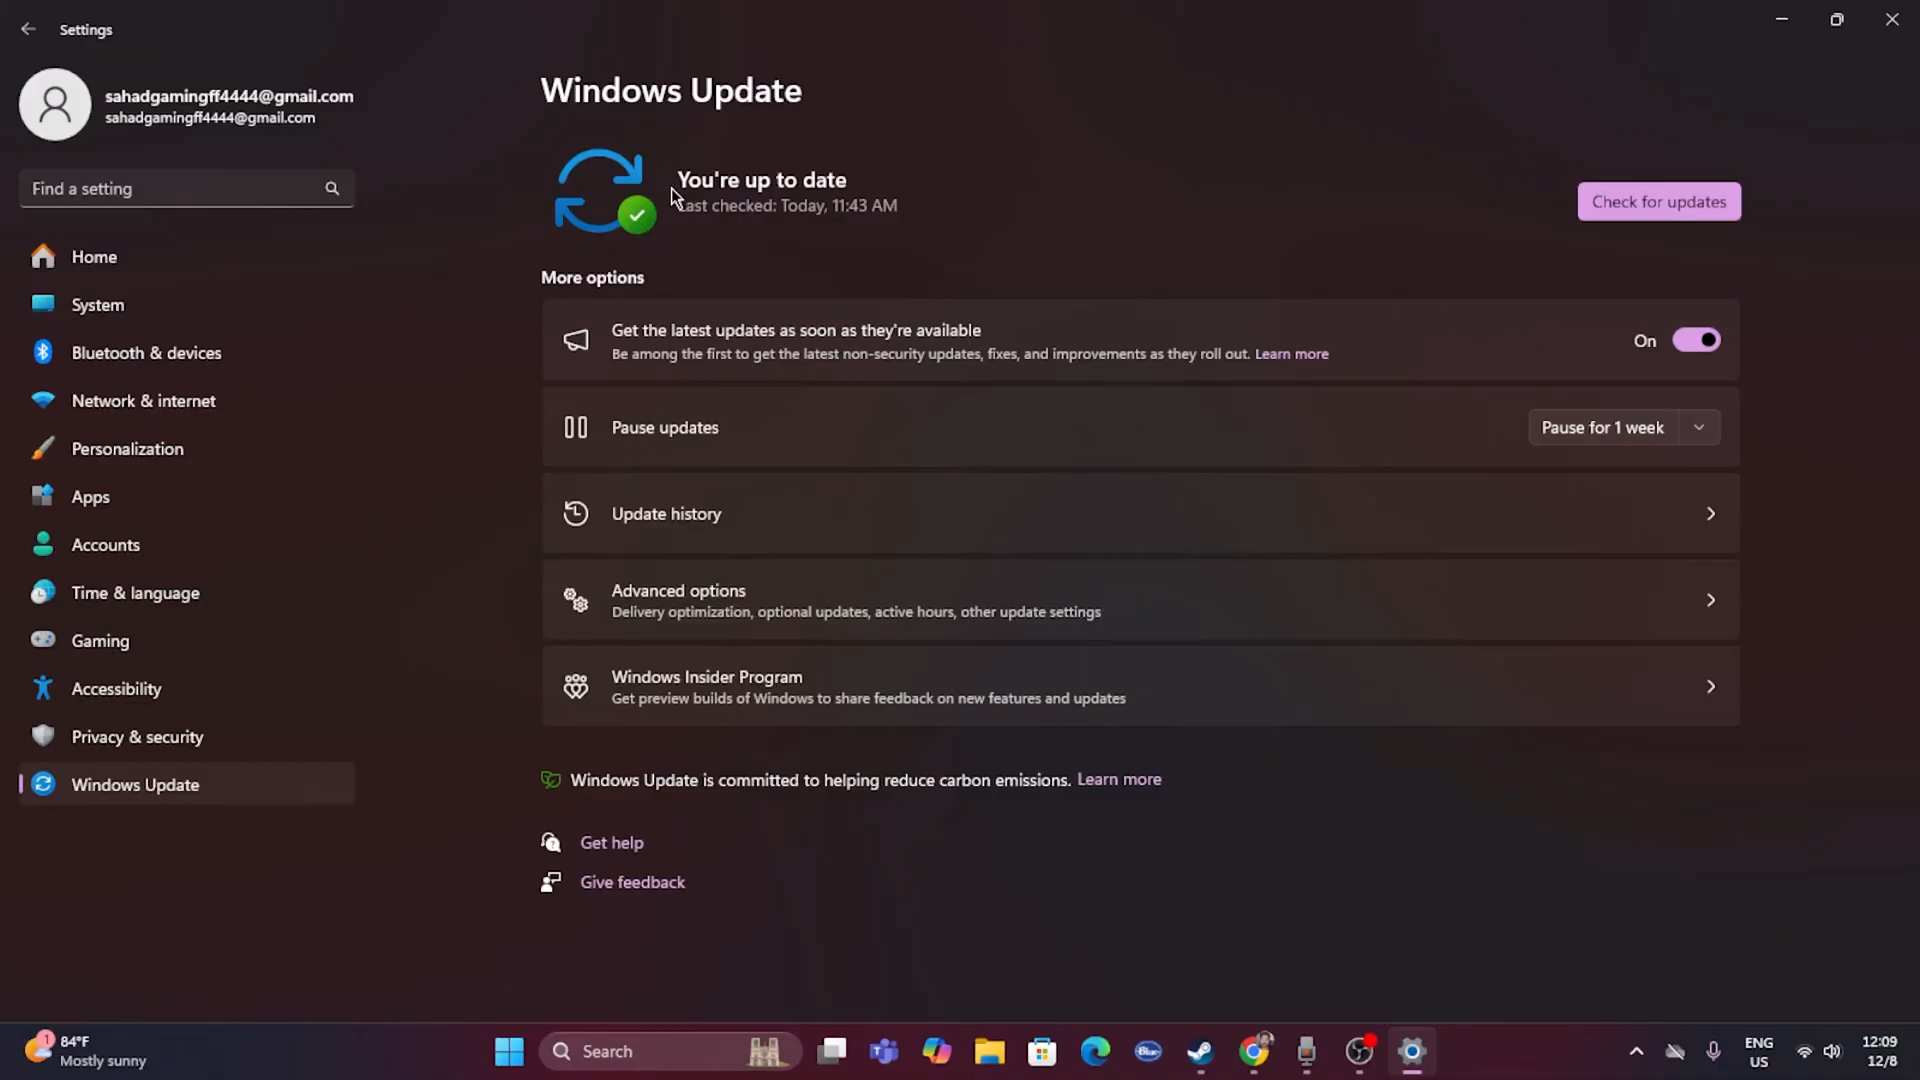 Settings
sahadgamingff4444@gmail.com
sahadgamingff4444@gmail.com
Find a setting
Home
System
Bluetooth & devices
Network & internet
Personalization
Apps
Accounts
Time & language
Gaming
Accessibility
Privacy & security
Windows Update
Windows Update
You're up to date
Last checked: Today, 11:43 AM
Check for updates
More options
Get the latest updates as soon as they're available
Be among the first to get the latest non-security updates, fixes, and improvements as they roll out. Learn more
On
Pause updates
Pause for 1 week
Update history
Advanced options
Delivery optimization, optional updates, active hours, other update settings
Windows Insider Program
Get preview builds of Windows to share feedback on new features and updates
Windows Update is committed to helping reduce carbon emissions. Learn more
Get help
Give feedback
1
84°F
Mostly sunny
Search
Blue
ENG
US
12:09
12/8